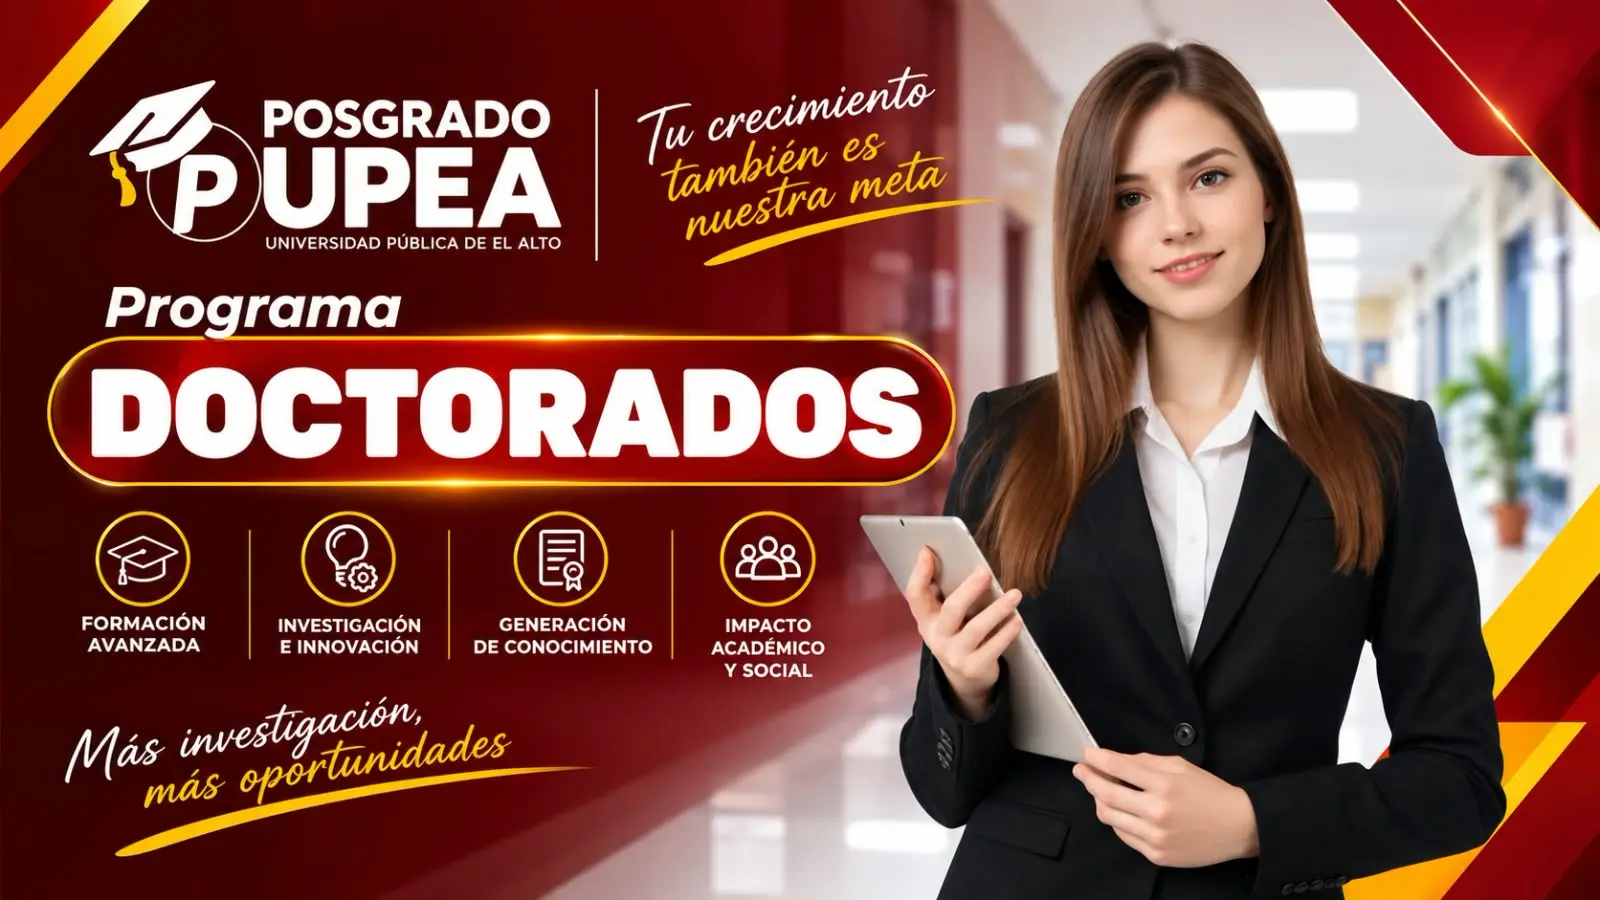 POSGRADO
P UPEA
UNIVERSIDAD PÚBLICA DE EL ALTO
Tu crecimiento
también es
nuestra meta
Programa
DOCTORADOS
FORMACIÓN
AVANZADA
INVESTIGACIÓN
E INNOVACIÓN
GENERACIÓN
DE CONOCIMIENTO
IMPACTO
ACADÉMICO
Y SOCIAL
Más investigación,
más oportunidades